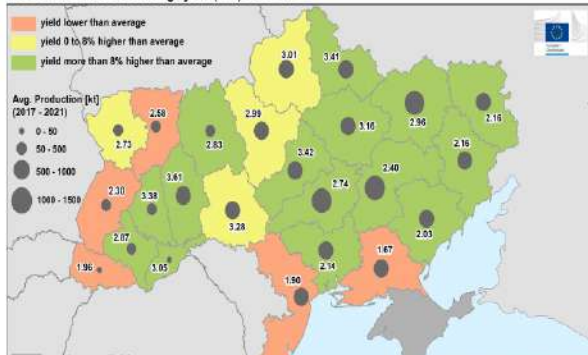 yield lower than average
yield 0 to 8% higher than average
yield more than 8% higher than average
Avg. Production [kt]
(2017 - 2021)
0 - 50
50 - 500
500 - 1000
1000 - 1500
3.01
3.41
2.58
2.73
2.83
2.99
3.16
2.96
2.16
2.16
3.42
2.30
3.38
3.61
2.74
2.40
3.28
2.03
2.87
3.05
1.96
2.14
1.67
1.90